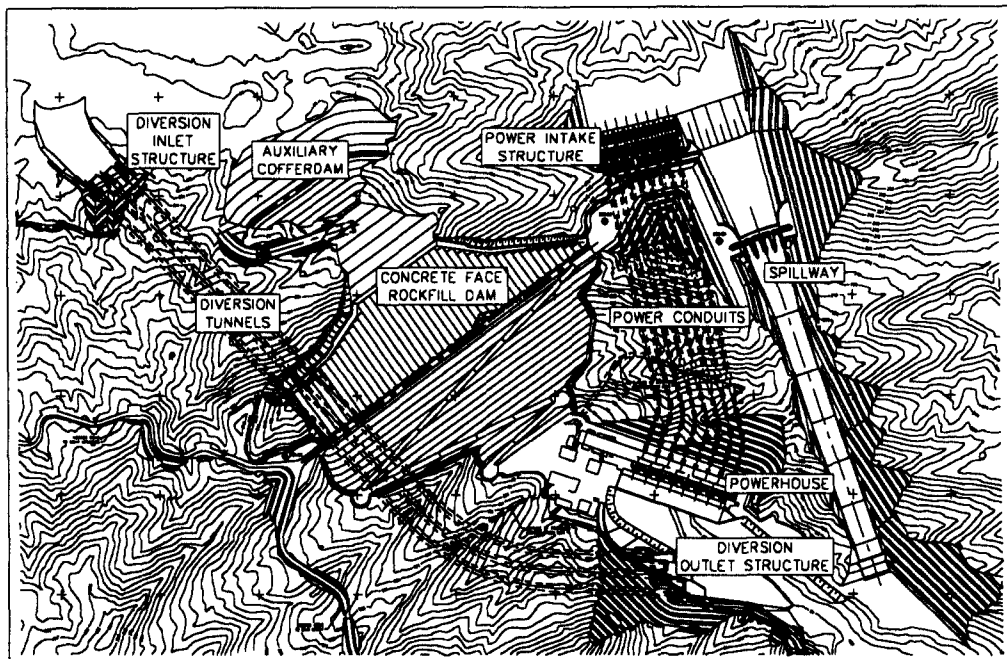 DIVERSION
INLET
STRUCTURE
AUXILIARY
COFFERDAM
POWER INTAKE
STRUCTURE
CONCRETE FACE
ROCKFILL DAM
SPILLWAY
DIVERSION
TUNNELS
POWER CONDUITS
POWERHOUSE
DIVERSION
OUTLET STRUCTURE